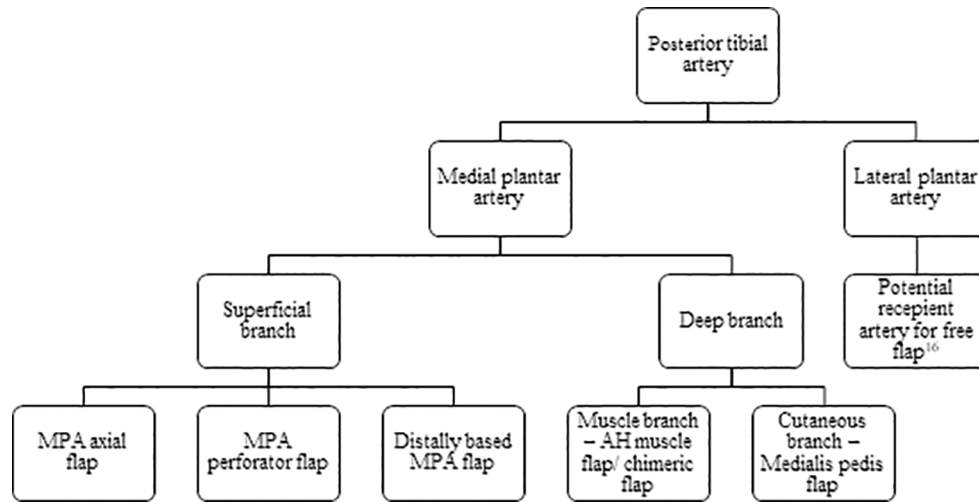 Posterior tibial
artery
Medial plantar
artery
Lateral plantar
artery
Superficial
branch
Deep branch
Potential
recepient
artery for free
flap¹⁶
MPA axial
flap
MPA
perforator flap
Distally based
MPA flap
Muscle branch
– AH muscle
flap/ chimeric
flap
Cutaneous
branch –
Medialis pedis
flap